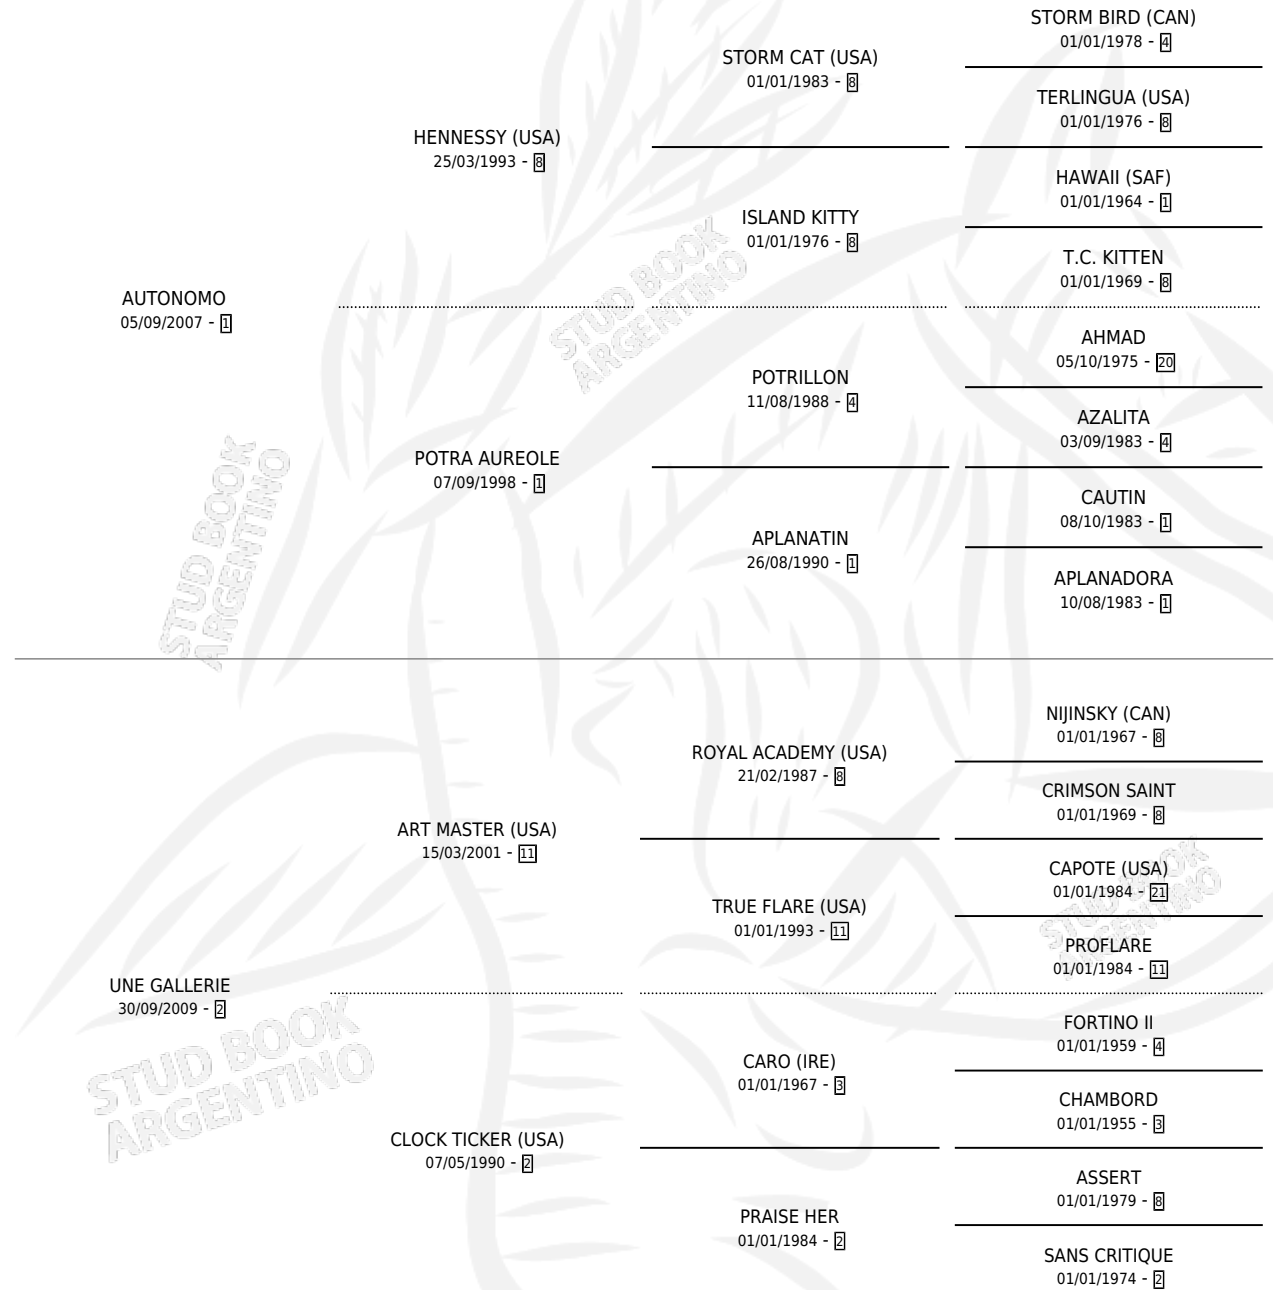 STORM BIRD (CAN)
01/01/1978 - 4
STORM CAT (USA)
01/01/1983 - 8
TERLINGUA (USA)
01/01/1976 - 8
HENNESSY (USA)
25/03/1993 - 8
HAWAII (SAF)
01/01/1964 - 1
ISLAND KITTY
01/01/1976 - 8
T.C. KITTEN
01/01/1969 - 8
AUTONOMO
05/09/2007 - 1
AHMAD
05/10/1975 - 20
POTRILLON
11/08/1988 - 4
AZALITA
03/09/1983 - 4
POTRA AUREOLE
07/09/1998 - 1
CAUTIN
08/10/1983 - 1
APLANATIN
26/08/1990 - 1
APLANADORA
10/08/1983 - 1
NIJINSKY (CAN)
01/01/1967 - 8
ROYAL ACADEMY (USA)
21/02/1987 - 8
CRIMSON SAINT
01/01/1969 - 8
ART MASTER (USA)
15/03/2001 - 11
CAPOTE (USA)
01/01/1984 - 21
TRUE FLARE (USA)
01/01/1993 - 11
PROFLARE
01/01/1984 - 11
UNE GALLERIE
30/09/2009 - 2
FORTINO II
01/01/1959 - 4
CARO (IRE)
01/01/1967 - 3
CHAMBORD
01/01/1955 - 3
CLOCK TICKER (USA)
07/05/1990 - 2
ASSERT
01/01/1979 - 8
PRAISE HER
01/01/1984 - 2
SANS CRITIQUE
01/01/1974 - 2
STUD BOOK
ARGENTINO
STUD BOOK
ARGENTINO
STUD BOOK
ARGENTINO
STUD BOOK
ARGENTINO